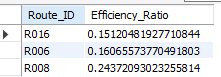 Route_ID Efficiency_Ratio
R016 0.15120481927710844
R006 0.16065573770491803
R008 0.24372093023255814